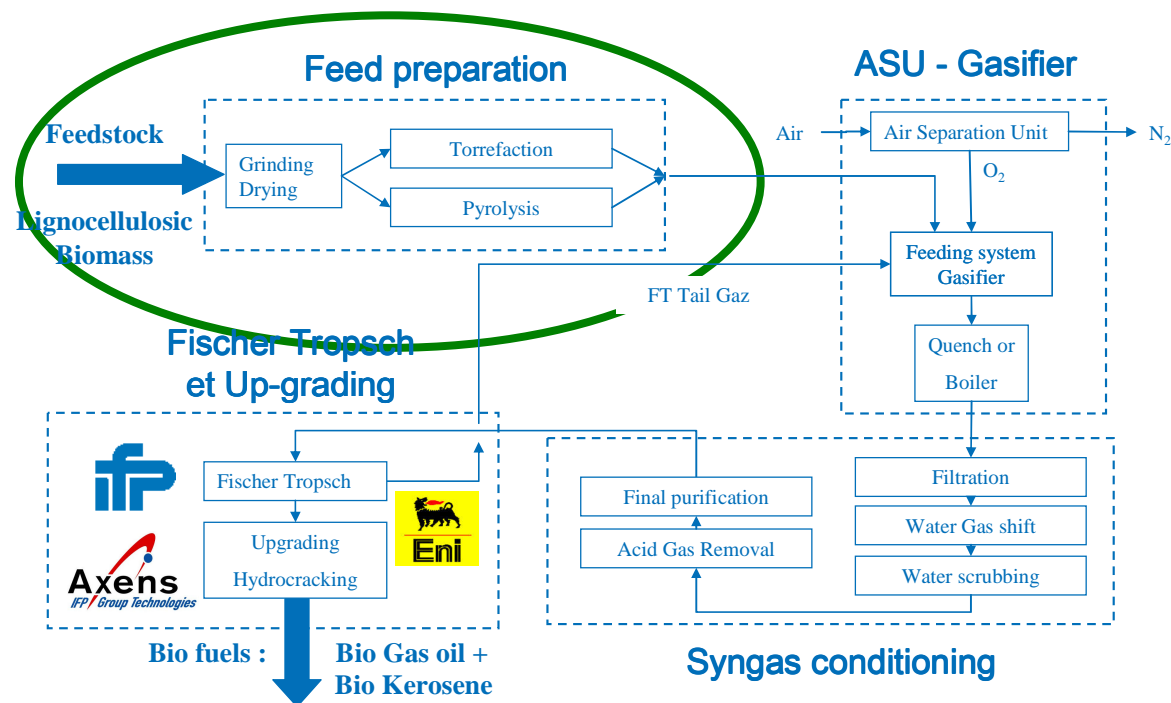 Feed preparation
ASU - Gasifier
Feedstock
Lignocellulosic
Biomass
Grinding
Drying
Torrefaction
Pyrolysis
Air
Air Separation Unit
N2
O2
Feeding system
Gasifier
FT Tail Gaz
Quench or
Boiler
Fischer Tropsch
et Up-grading
ifp
Axens
IFP Group Technologies
Fischer Tropsch
Upgrading
Hydrocracking
Eni
Final purification
Acid Gas Removal
Filtration
Water Gas shift
Water scrubbing
Bio fuels :
Bio Gas oil +
Bio Kerosene
Syngas conditioning